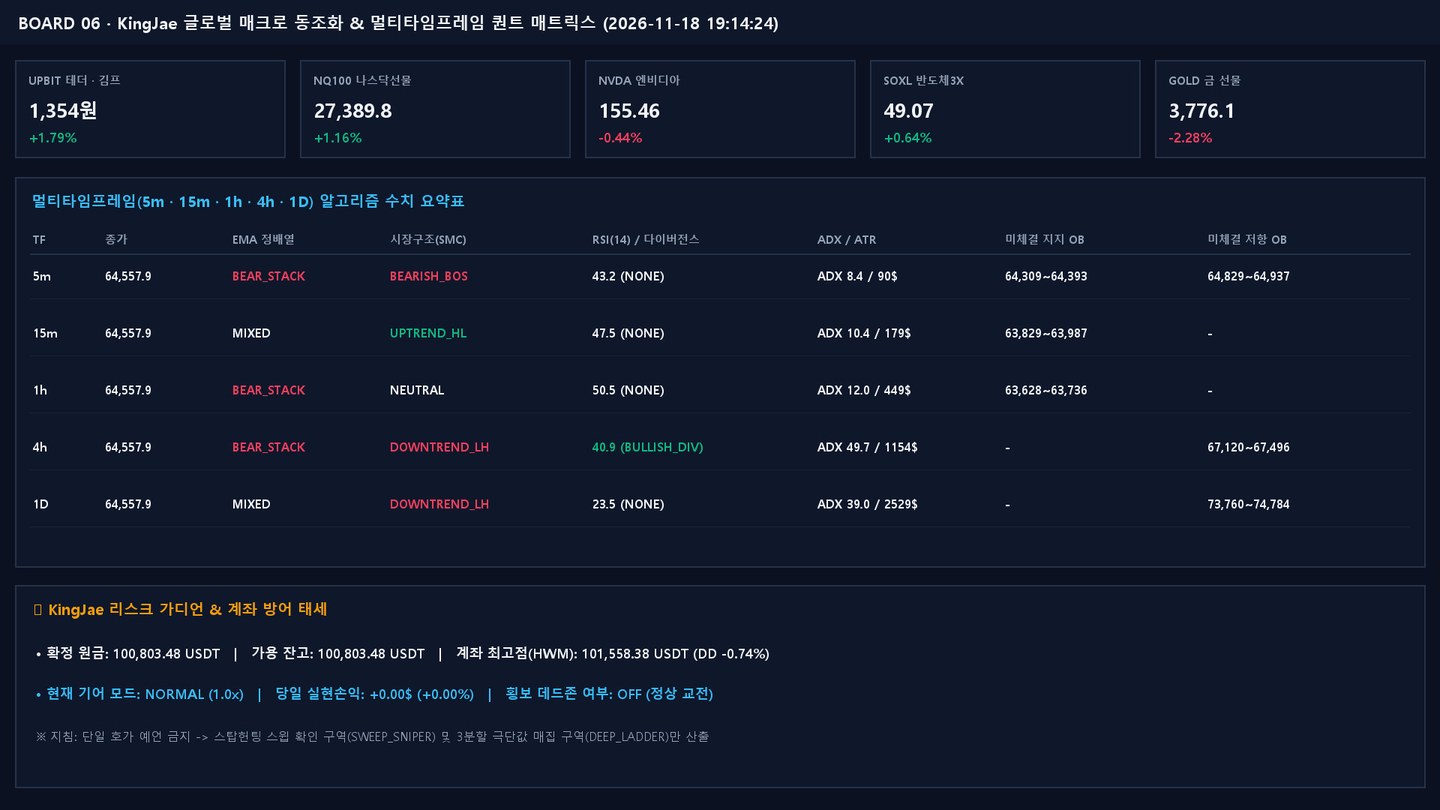 BOARD 06 · KingJae 글로벌 매크로 동조화 & 멀티타임프레임 퀀트 매트릭스 (2026-11-18 19:14:24)
UPBIT 테더 · 김프 NQ100 나스닥선물 NVDA 엔비디아 SOXL 반도체3X GOLD 금 선물
1,354원 27,389.8 155.46 49.07 3,776.1
+1.79% +1.16% -0.44% +0.64% -2.28%
멀티타임프레임(5m · 15m · 1h · 4h · 1D) 알고리즘 수치 요약표
TF 종가 EMA 정배열 시장구조(SMC) RSI(14) / 다이버전스 ADX / ATR 미체결 지지 OB 미체결 저항 OB
5m 64,557.9 BEAR_STACK BEARISH_BOS 43.2 (NONE) ADX 8.4 / 90$ 64,309~64,393 64,829~64,937
15m 64,557.9 MIXED UPTREND_HL 47.5 (NONE) ADX 10.4 / 179$ 63,829~63,987 -
1h 64,557.9 BEAR_STACK NEUTRAL 50.5 (NONE) ADX 12.0 / 449$ 63,628~63,736 -
4h 64,557.9 BEAR_STACK DOWNTREND_LH 40.9 (BULLISH_DIV) ADX 49.7 / 1154$ - 67,120~67,496
1D 64,557.9 MIXED DOWNTREND_LH 23.5 (NONE) ADX 39.0 / 2529$ - 73,760~74,784
KingJae 리스크 가디언 & 계좌 방어 태세
• 확정 원금: 100,803.48 USDT | 가용 잔고: 100,803.48 USDT | 계좌 최고점(HWM): 101,558.38 USDT (DD -0.74%)
• 현재 기어 모드: NORMAL (1.0x) | 당일 실현손익: +0.00$ (+0.00%) | 횡보 데드존 여부: OFF (정상 교전)
※ 지침: 단일 호가 예언 금지 -> 스탑헌팅 스윕 확인 구역(SWEEP_SNIPER) 및 3분할 극단값 매집 구역(DEEP_LADDER)만 산출